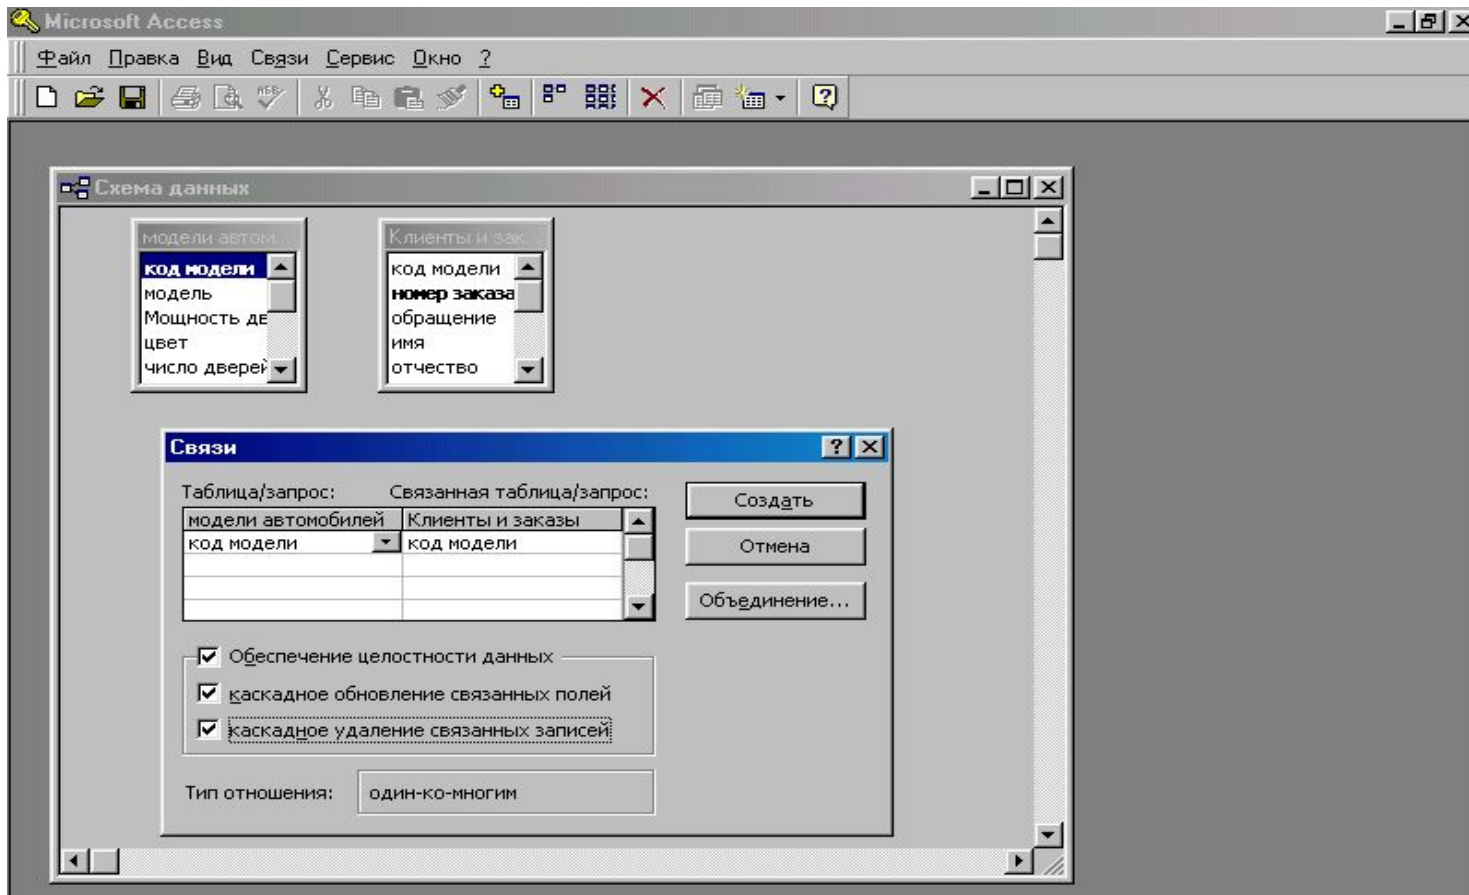 Microsoft Access
Файл Правка Вид Связи Сервис Окно ?
Схема данных
модели автом...
код модели
модель
Мощность дв
цвет
число дверей
Клиенты и зак...
код модели
номер заказа
обращение
имя
отчество
Связи
Таблица/запрос: Связанная таблица/запрос:
модели автомобилей Клиенты и заказы
код модели код модели
Создать
Отмена
Объединение...
Обеспечение целостности данных
каскадное обновление связанных полей
каскадное удаление связанных записей
Тип отношения: один-ко-многим